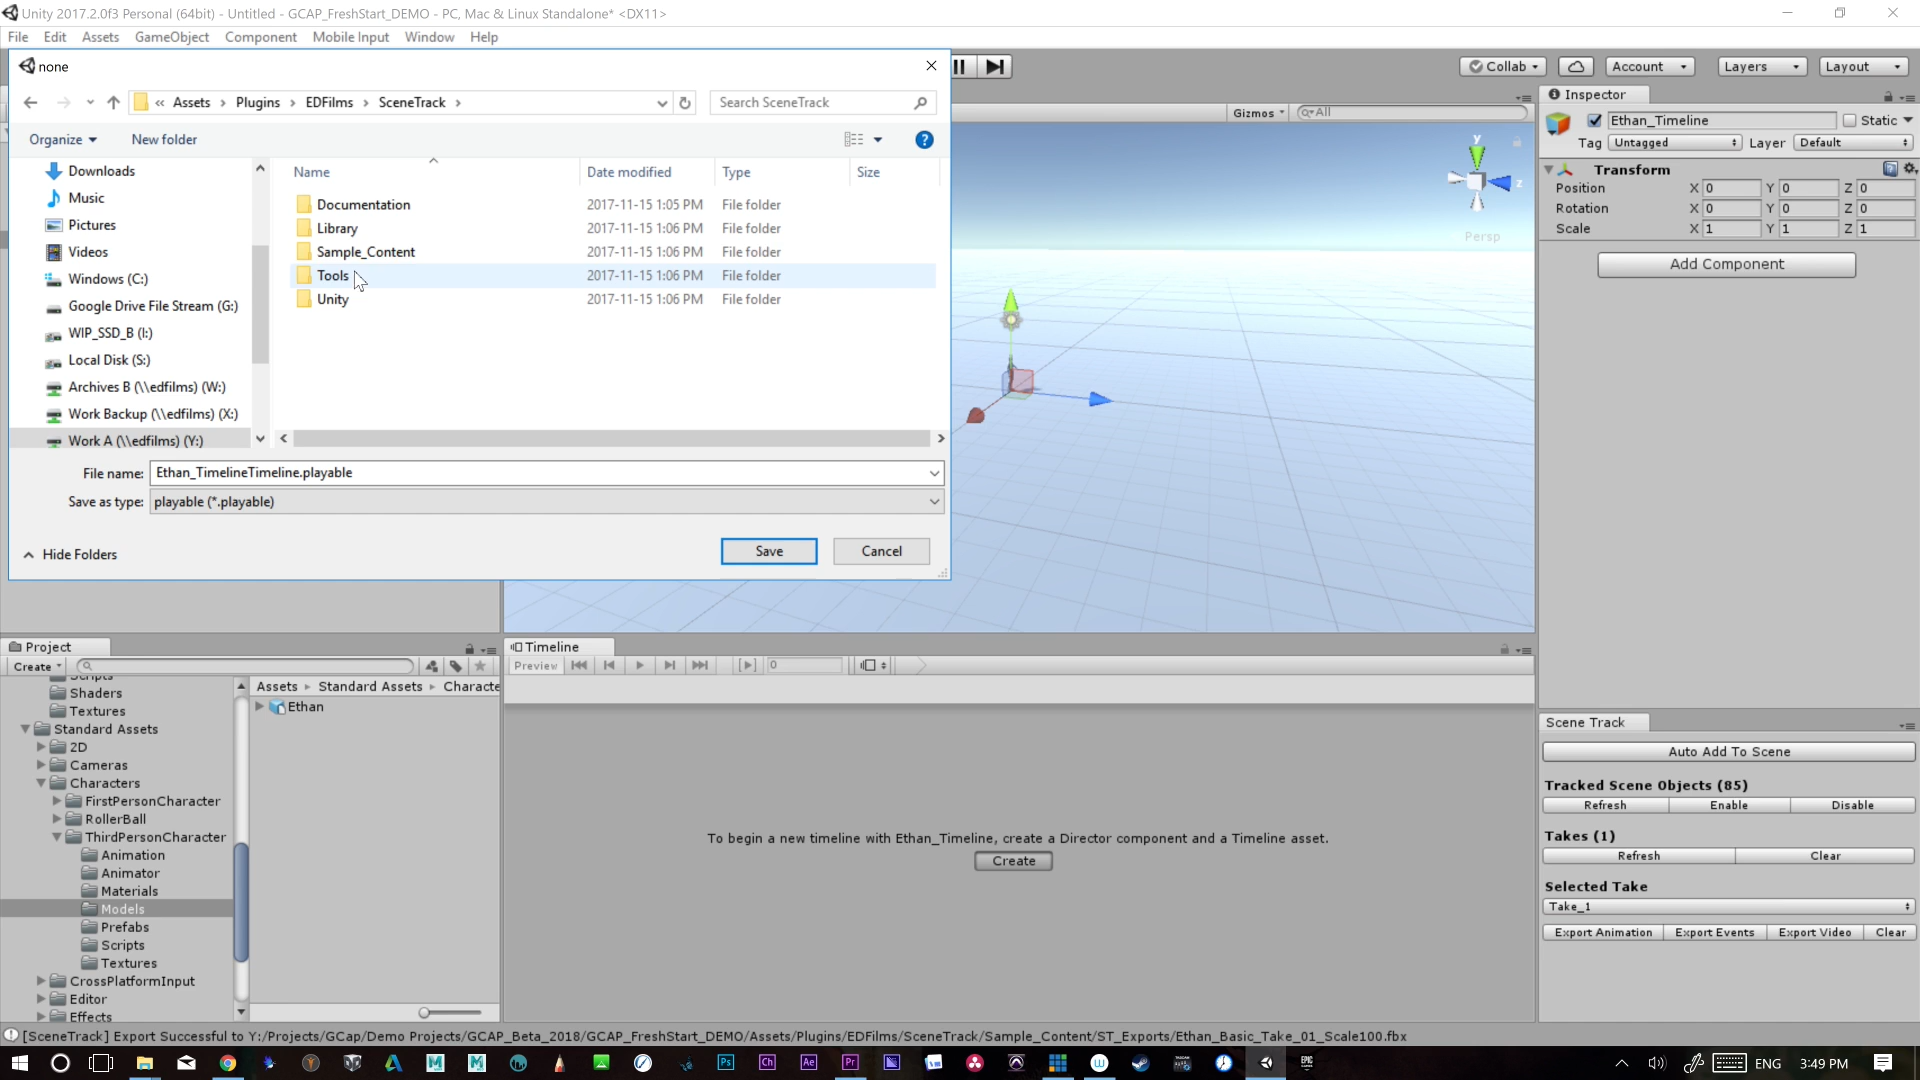 Unity 2017.2.0f3 Personal (64bit) - Untitled - GCAP_FreshStart_DEMO - PC, Mac & Linux Standalone* <DX11>
File Edit Assets GameObject Component Mobile Input Window Help
none
Collab Account Layers Layout
« Assets › Plugins › EDFilms › SceneTrack ›
Search SceneTrack
Organize New folder
Gizmos All
Inspector
Ethan_Timeline Static
Tag Untagged Layer Default
Transform
Position X 0 Y 0 Z 0
Rotation X 0 Y 0 Z 0
Scale X 1 Y 1 Z 1
Add Component
y
z
Persp
Downloads
Music
Pictures
Videos
Windows (C:)
Google Drive File Stream (G:)
WIP_SSD_B (I:)
Local Disk (S:)
Archives B (\\edfilms) (W:)
Work Backup (\\edfilms) (X:)
Work A (\\edfilms) (Y:)
Name Date modified Type Size
Documentation 2017-11-15 1:05 PM File folder
Library 2017-11-15 1:06 PM File folder
Sample_Content 2017-11-15 1:06 PM File folder
Tools 2017-11-15 1:06 PM File folder
Unity 2017-11-15 1:06 PM File folder
File name: Ethan_TimelineTimeline.playable
Save as type: playable (*.playable)
Hide Folders
Save Cancel
Project
Create
Scripts
Shaders
Textures
Standard Assets
2D
Cameras
Characters
FirstPersonCharacter
RollerBall
ThirdPersonCharacter
Animation
Animator
Materials
Models
Prefabs
Scripts
Textures
CrossPlatformInput
Editor
Effects
Assets Standard Assets Characte
Ethan
Timeline
Preview 0
To begin a new timeline with Ethan_Timeline, create a Director component and a Timeline asset.
Create
Scene Track
Auto Add To Scene
Tracked Scene Objects (85)
Refresh Enable Disable
Takes (1)
Refresh Clear
Selected Take
Take_1
Export Animation Export Events Export Video Clear
[SceneTrack] Export Successful to Y:/Projects/GCap/Demo Projects/GCAP_Beta_2018/GCAP_FreshStart_DEMO/Assets/Plugins/EDFilms/SceneTrack/Sample_Content/ST_Exports/Ethan_Basic_Take_01_Scale100.fbx
Ps Ch Ae Pr
ENG 3:49 PM